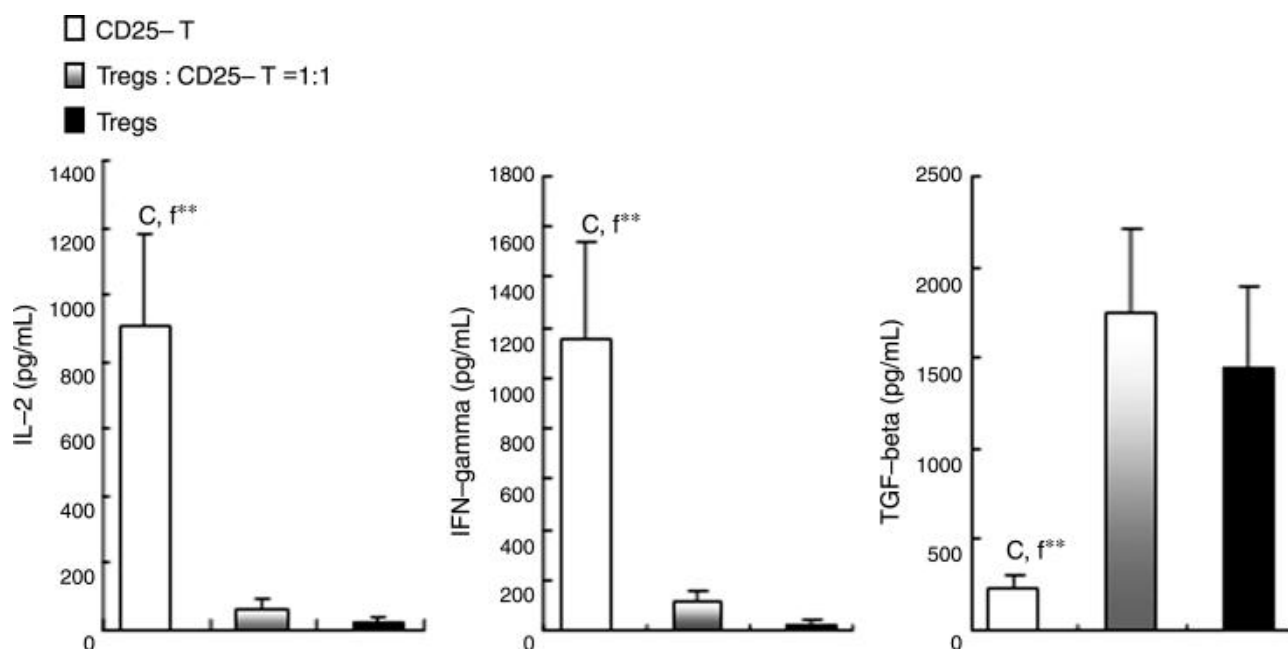 CD25– T
Tregs : CD25– T =1:1
Tregs
IL–2 (pg/mL)
1400
1200
1000
800
600
400
200
0
C, f**
IFN–gamma (pg/mL)
1800
1600
1400
1200
1000
800
600
400
200
0
C, f**
TGF–beta (pg/mL)
2500
2000
1500
1000
500
0
C, f**